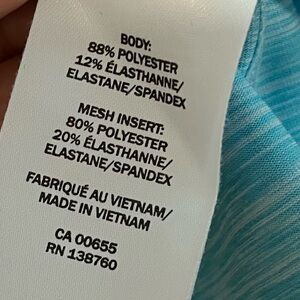 BODY:
88% POLYESTER
12% ÉLASTHANNE/
ELASTANE/SPANDEX
MESH INSERT:
80% POLYESTER
20% ÉLASTHANNE/
ELASTANE/SPANDEX
FABRIQUÉ AU VIETNAM/
MADE IN VIETNAM
CA 00655
RN 138760